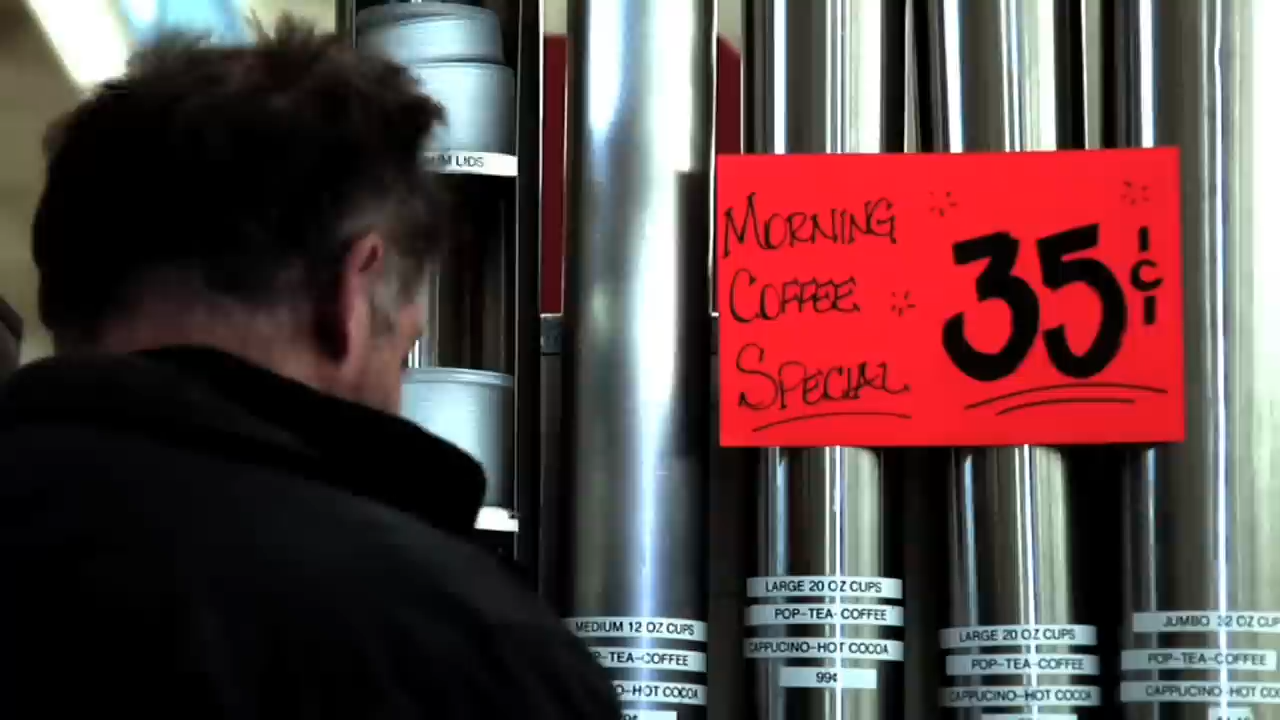 UM LIDS
MORNING
COFFEE
SPECIAL
35¢
LARGE 20 OZ CUPS
POP-TEA-COFFEE
CAPPUCINO-HOT COCOA
99¢
MEDIUM 12 OZ CUPS
P-TEA-COFFEE
O-HOT COCOA
LARGE 20 OZ CUPS
POP-TEA-COFFEE
CAPPUCINO-HOT COCOA
JUMBO 32 OZ CUP
POP-TEA-COFFEE
CAPPUCINO-HOT COCOA